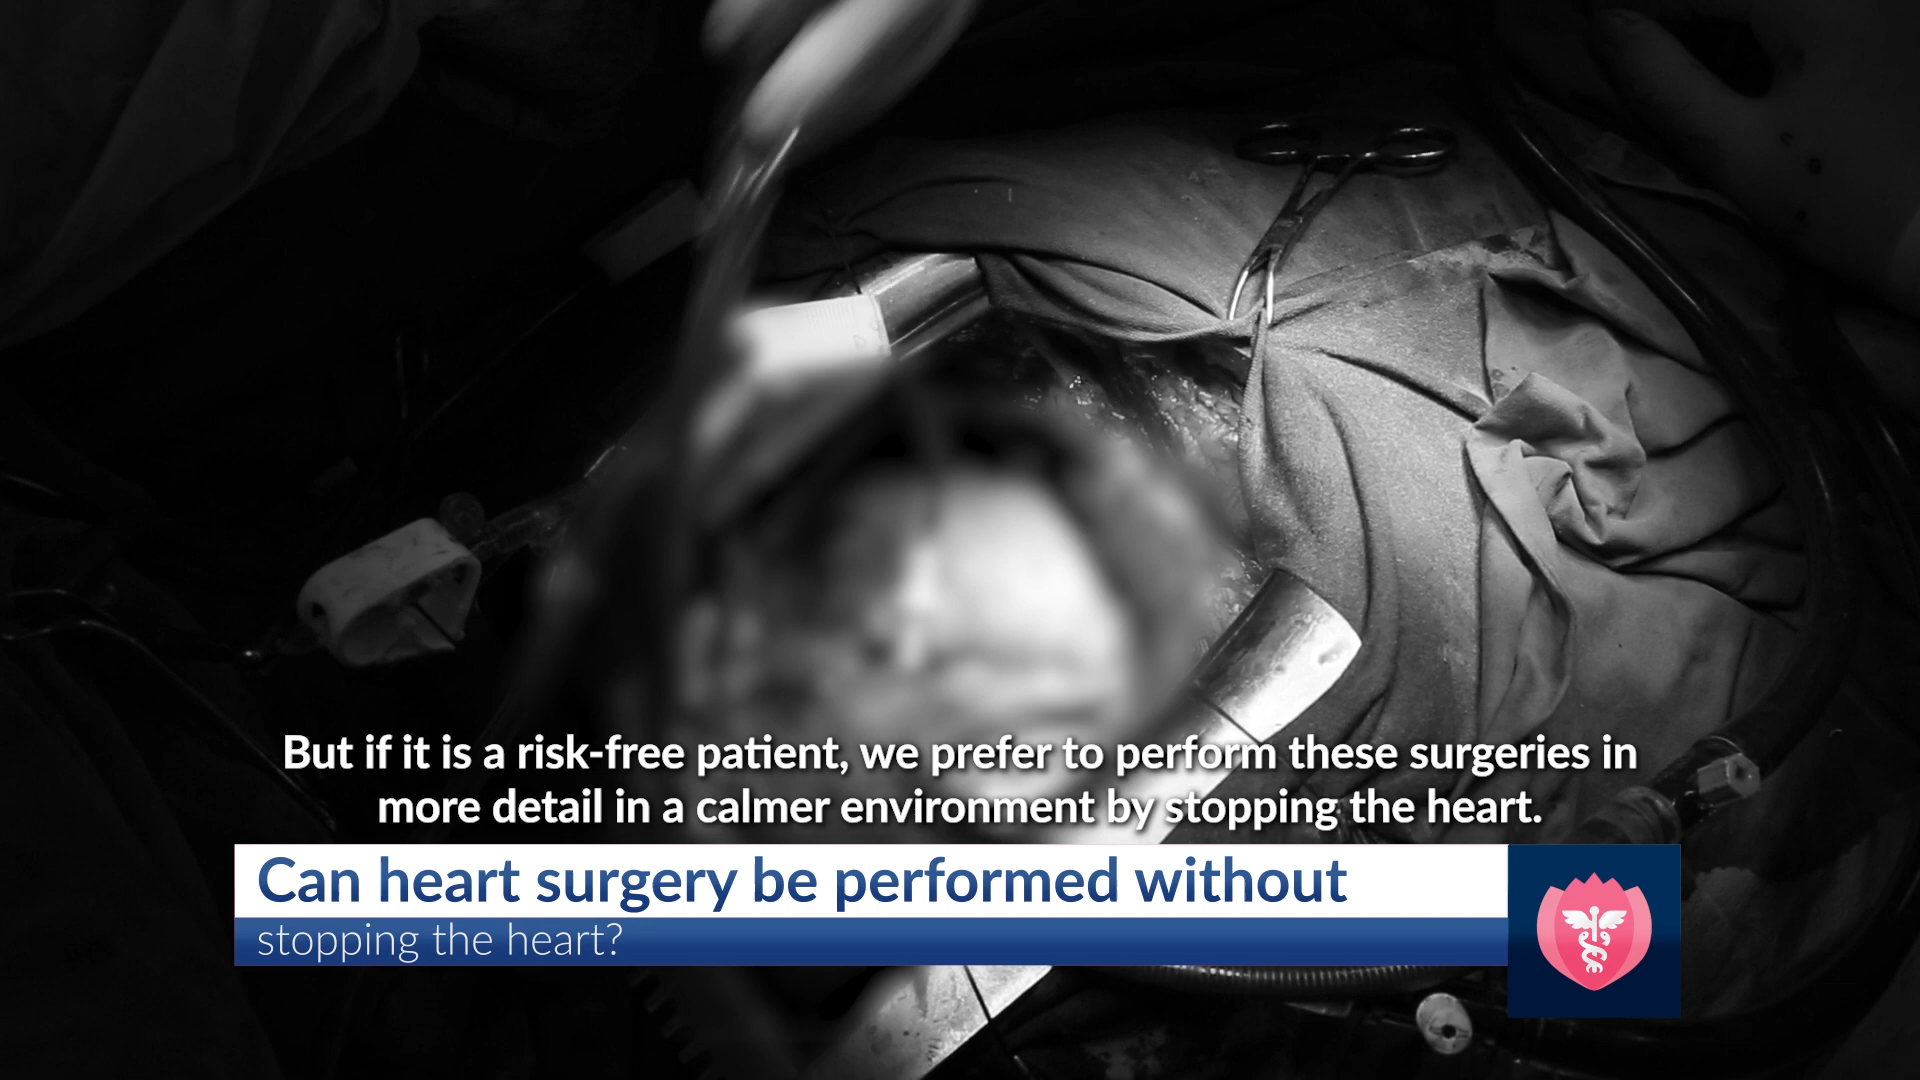 But if it is a risk-free patient, we prefer to perform these surgeries in
more detail in a calmer environment by stopping the heart.
Can heart surgery be performed without
stopping the heart?